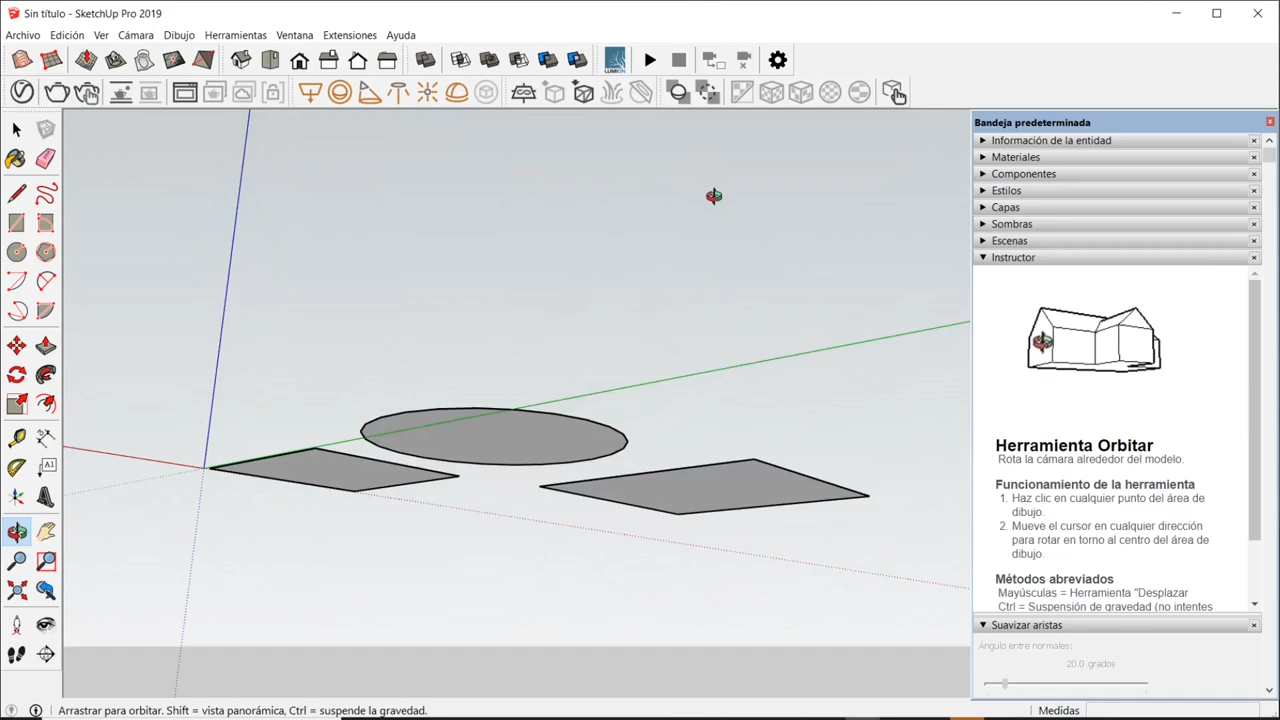 Sin título - SketchUp Pro 2019
Archivo Edición Ver Cámara Dibujo Herramientas Ventana Extensiones Ayuda
LUMION
Bandeja predeterminada
Información de la entidad
Materiales
Componentes
Estilos
Capas
Sombras
Escenas
Instructor
A1
Herramienta Orbitar
Rota la cámara alrededor del modelo.
Funcionamiento de la herramienta
1. Haz clic en cualquier punto del área de
dibujo.
2. Mueve el cursor en cualquier dirección
para rotar en torno al centro del área de
dibujo.
Métodos abreviados
Mayúsculas = Herramienta "Desplazar
Ctrl = Suspensión de gravedad (no intentes
Suavizar aristas
Ángulo entre normales:
20.0 grados
Arrastrar para orbitar. Shift = vista panorámica, Ctrl = suspende la gravedad.
Medidas